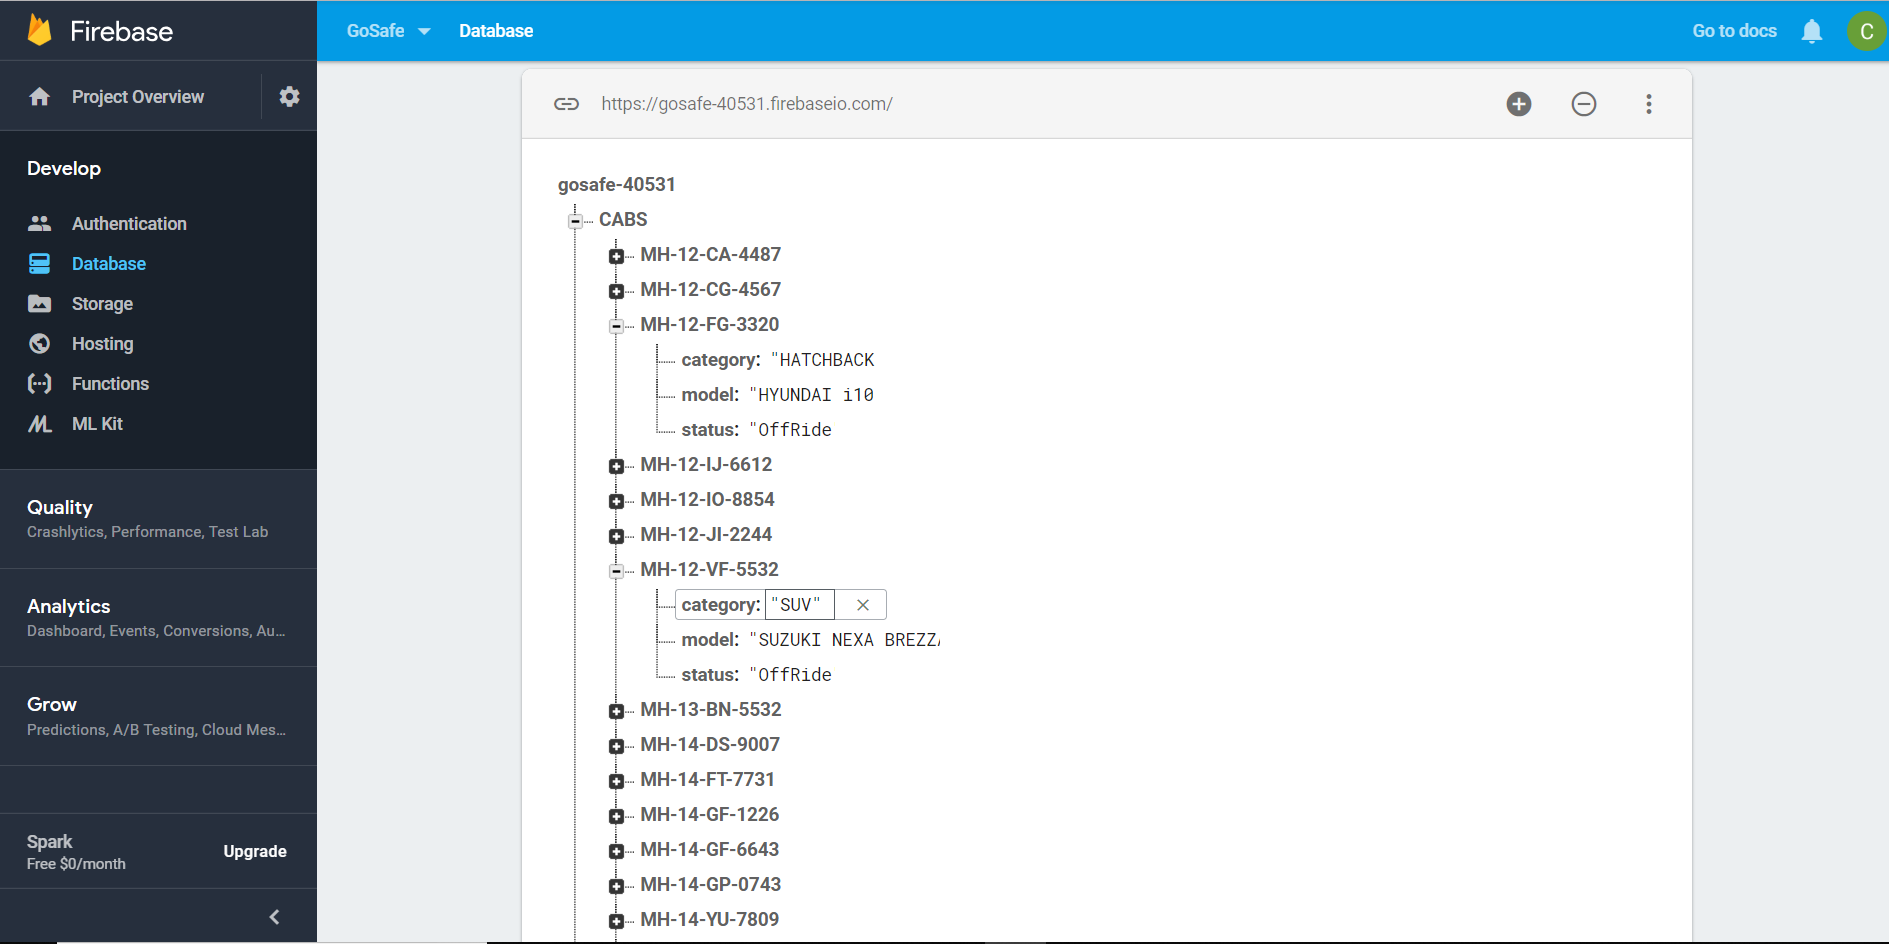 Firebase
GoSafe
Database
Go to docs
C
Project Overview
https://gosafe-40531.firebaseio.com/
Develop
Authentication
Database
Storage
Hosting
Functions
ML Kit
Quality
Crashlytics, Performance, Test Lab
Analytics
Dashboard, Events, Conversions, Au...
Grow
Predictions, A/B Testing, Cloud Mes...
Spark
Free $0/month
Upgrade
gosafe-40531
CABS
MH-12-CA-4487
MH-12-CG-4567
MH-12-FG-3320
category: "HATCHBACK
model: "HYUNDAI i10
status: "OffRide
MH-12-IJ-6612
MH-12-IO-8854
MH-12-JI-2244
MH-12-VF-5532
category: "SUV"
model: "SUZUKI NEXA BREZZA
status: "OffRide
MH-13-BN-5532
MH-14-DS-9007
MH-14-FT-7731
MH-14-GF-1226
MH-14-GF-6643
MH-14-GP-0743
MH-14-YU-7809